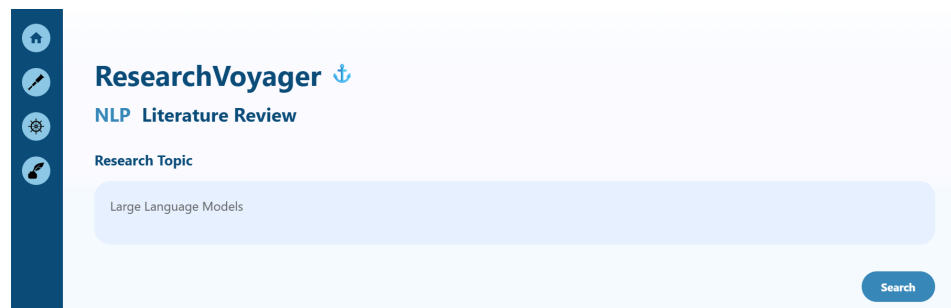 ResearchVoyager
NLP Literature Review
Research Topic
Large Language Models
Search